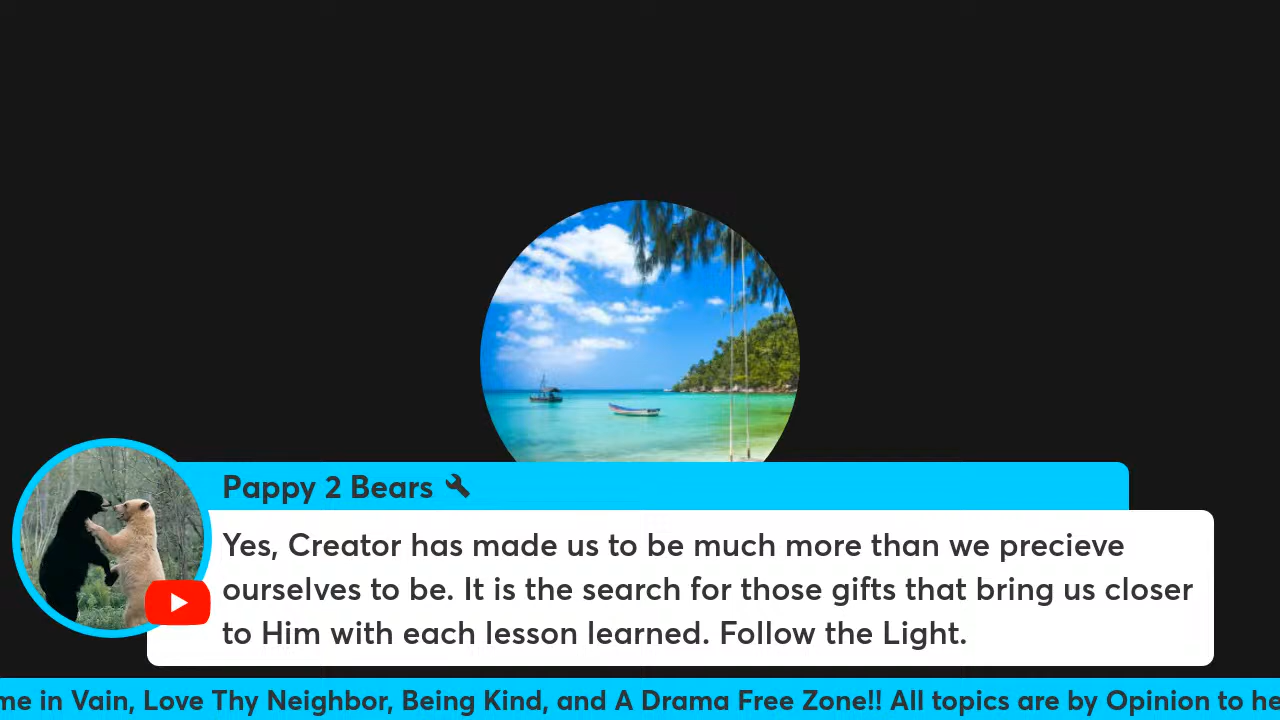 Pappy 2 Bears
Yes, Creator has made us to be much more than we precieve
ourselves to be. It is the search for those gifts that bring us closer
to Him with each lesson learned. Follow the Light.
in Vain, Love Thy Neighbor, Being Kind, and A Drama Free Zone!! All topics are by Opinion to